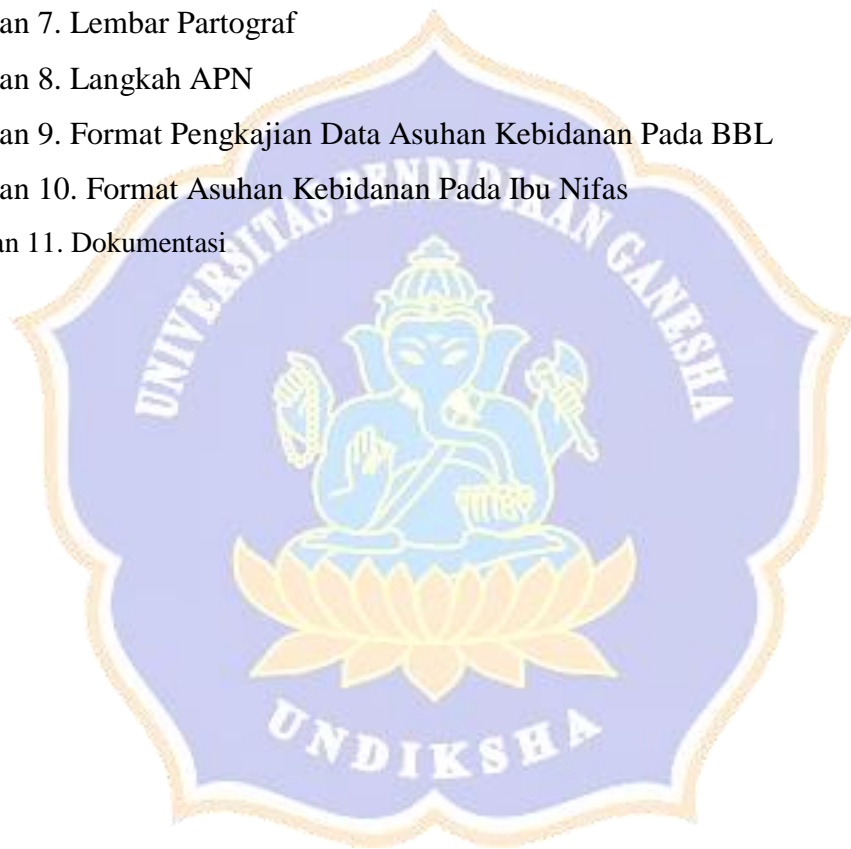 an 7. Lembar Partograf
an 8. Langkah APN
an 9. Format Pengkajian Data Asuhan Kebidanan Pada BBL
an 10. Format Asuhan Kebidanan Pada Ibu Nifas
an 11. Dokumentasi
UNIVERSITAS PENDIDIKAN GANESHA
UNDIKSHA